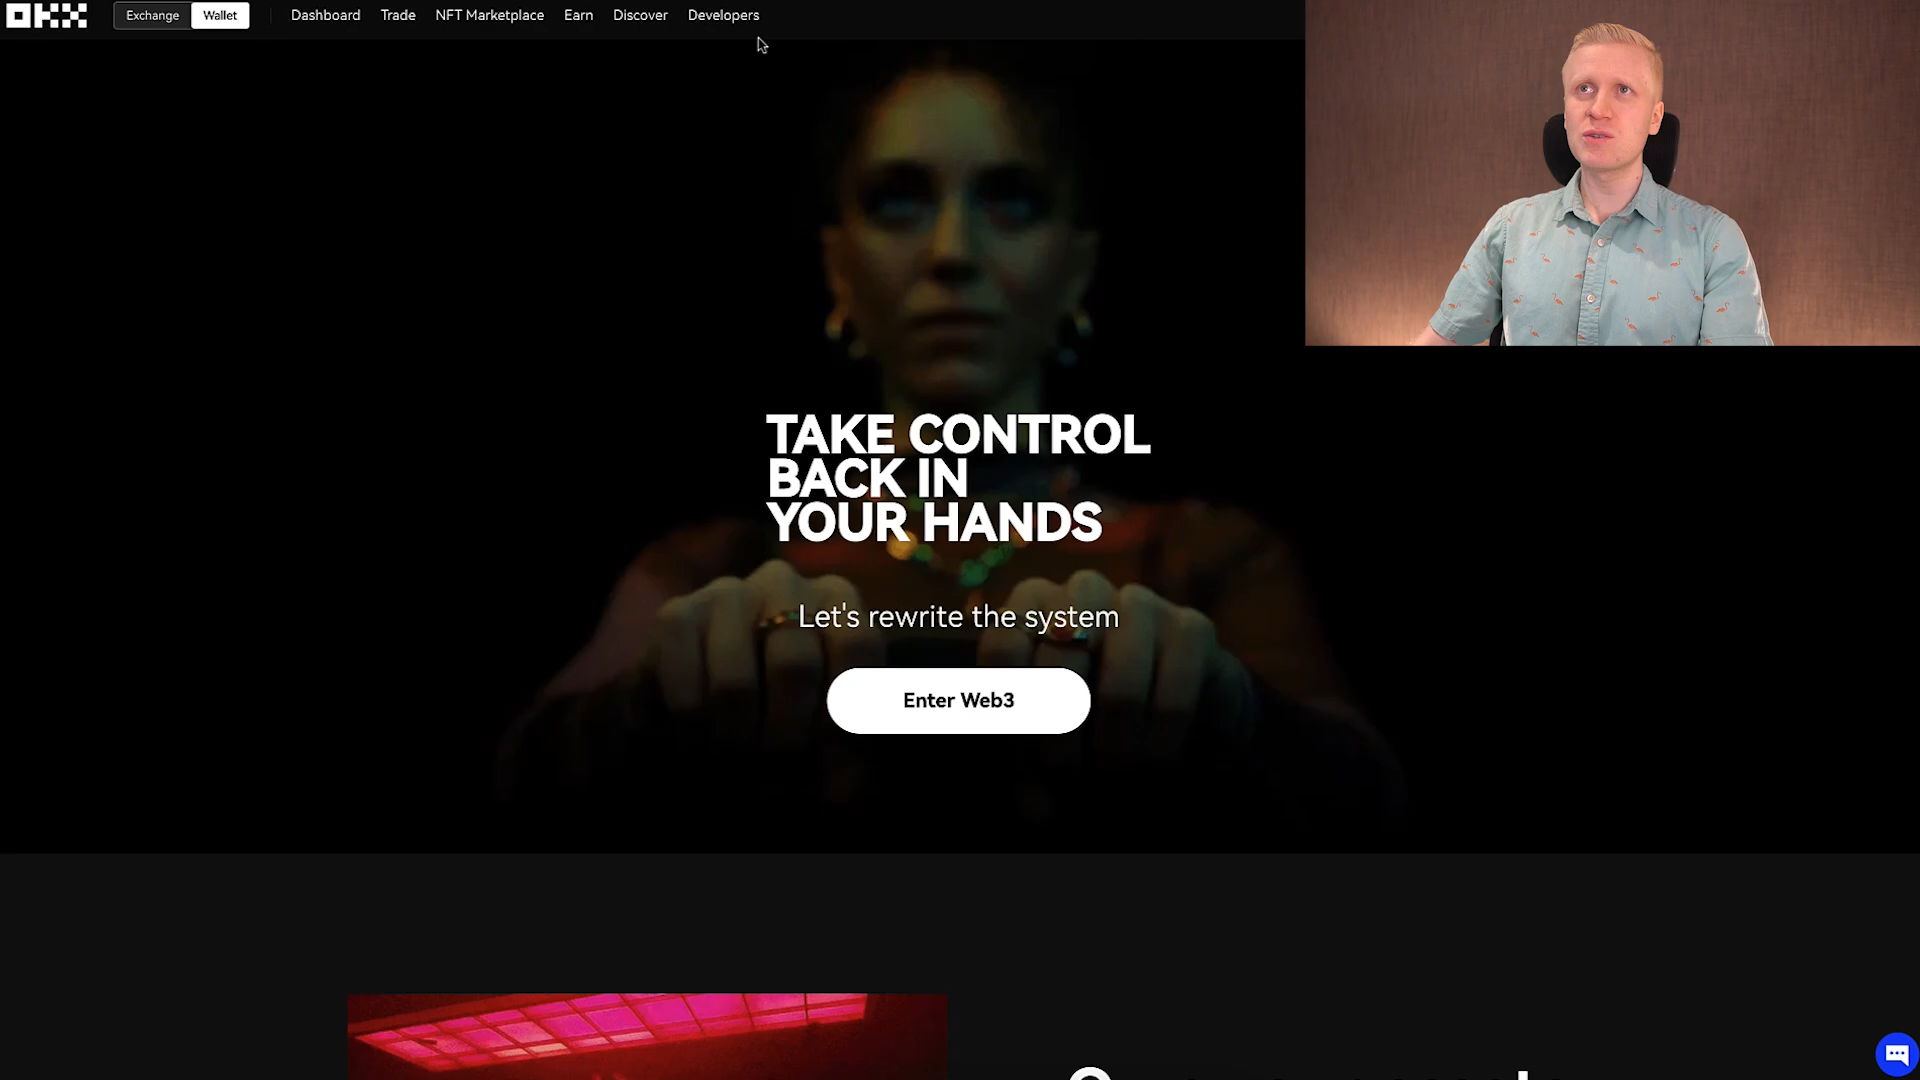 OKX
Exchange Wallet Dashboard Trade NFT Marketplace Earn Discover Developers
TAKE CONTROL
BACK IN
YOUR HANDS
Let's rewrite the system
Enter Web3